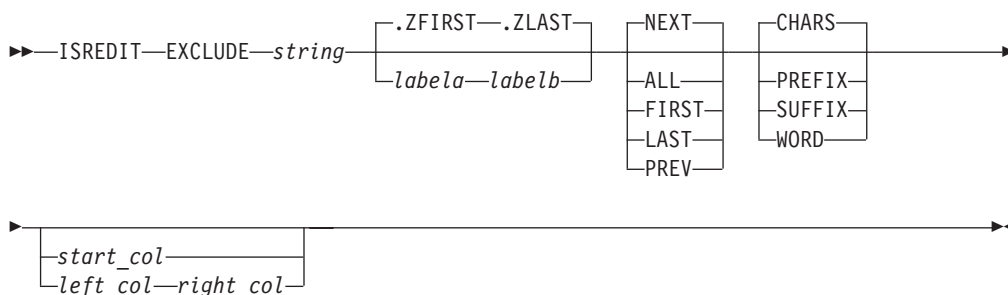 .ZFIRST .ZLAST NEXT CHARS
ISREDIT EXCLUDE string
labela labelb ALL PREFIX
FIRST SUFFIX
LAST WORD
PREV
start_col
left_col right_col